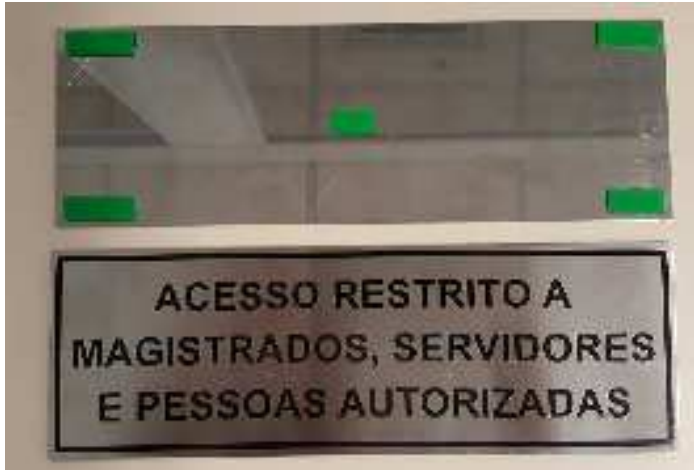 ACESSO RESTRITO A
MAGISTRADOS, SERVIDORES
E PESSOAS AUTORIZADAS